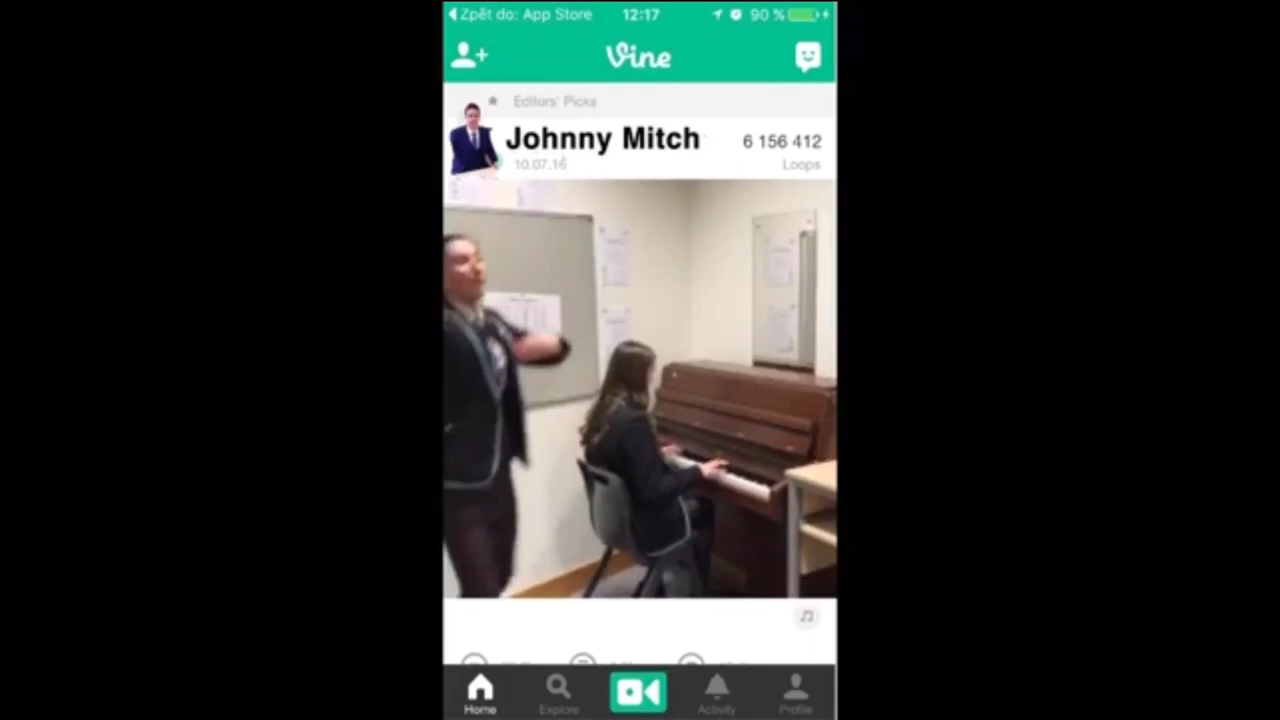 Zpět do: App Store 12:17 90 %
Vine
Editors' Picks
Johnny Mitch 6 156 412
10.07.16 Loops
Home Explore Activity Profile